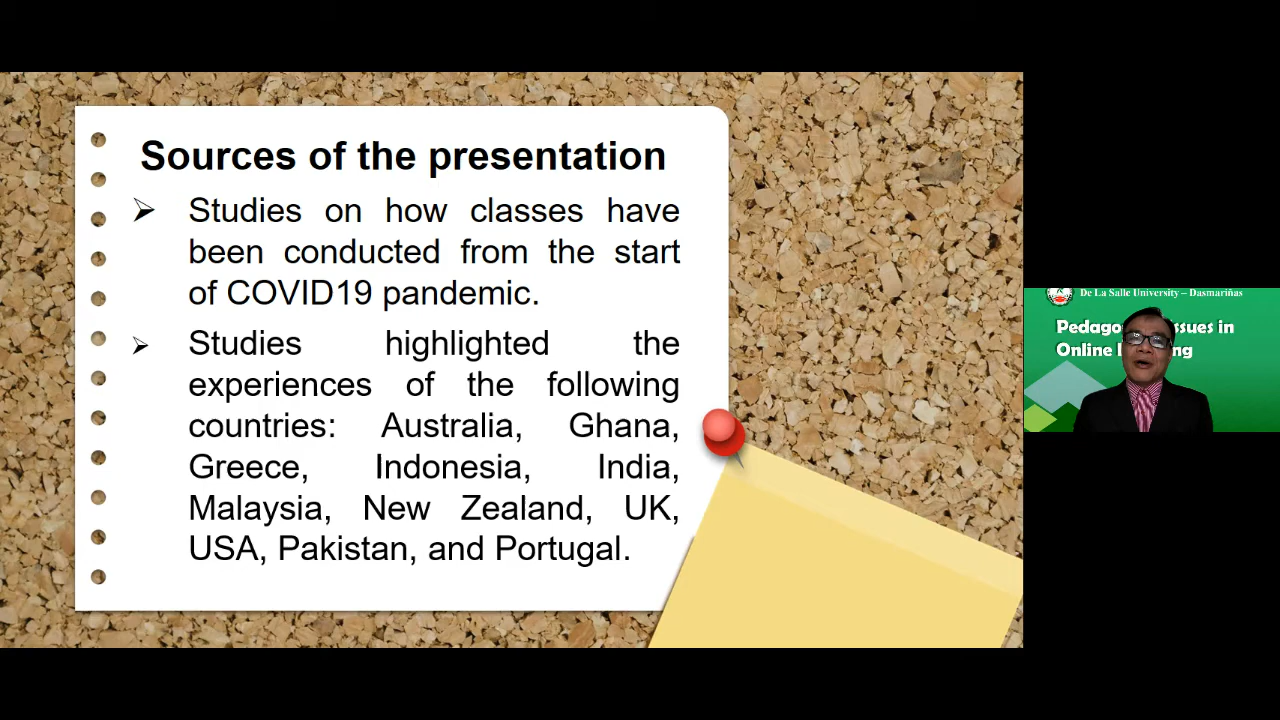 Sources of the presentation
Studies on how classes have
been conducted from the start
of COVID19 pandemic.
Studies highlighted the
experiences of the following
countries: Australia, Ghana,
Greece, Indonesia, India,
Malaysia, New Zealand, UK,
USA, Pakistan, and Portugal.
De La Salle University – Dasmariñas
in
Online